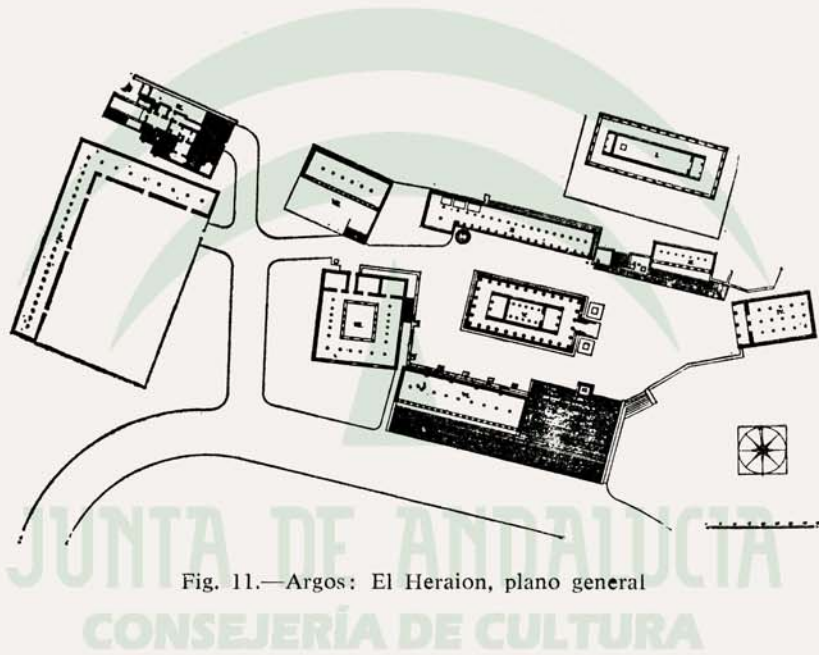 Fig. 11.—Argos: El Heraion, plano general
JUNTA DE ANDALUCIA
CONSEJERÍA DE CULTURA